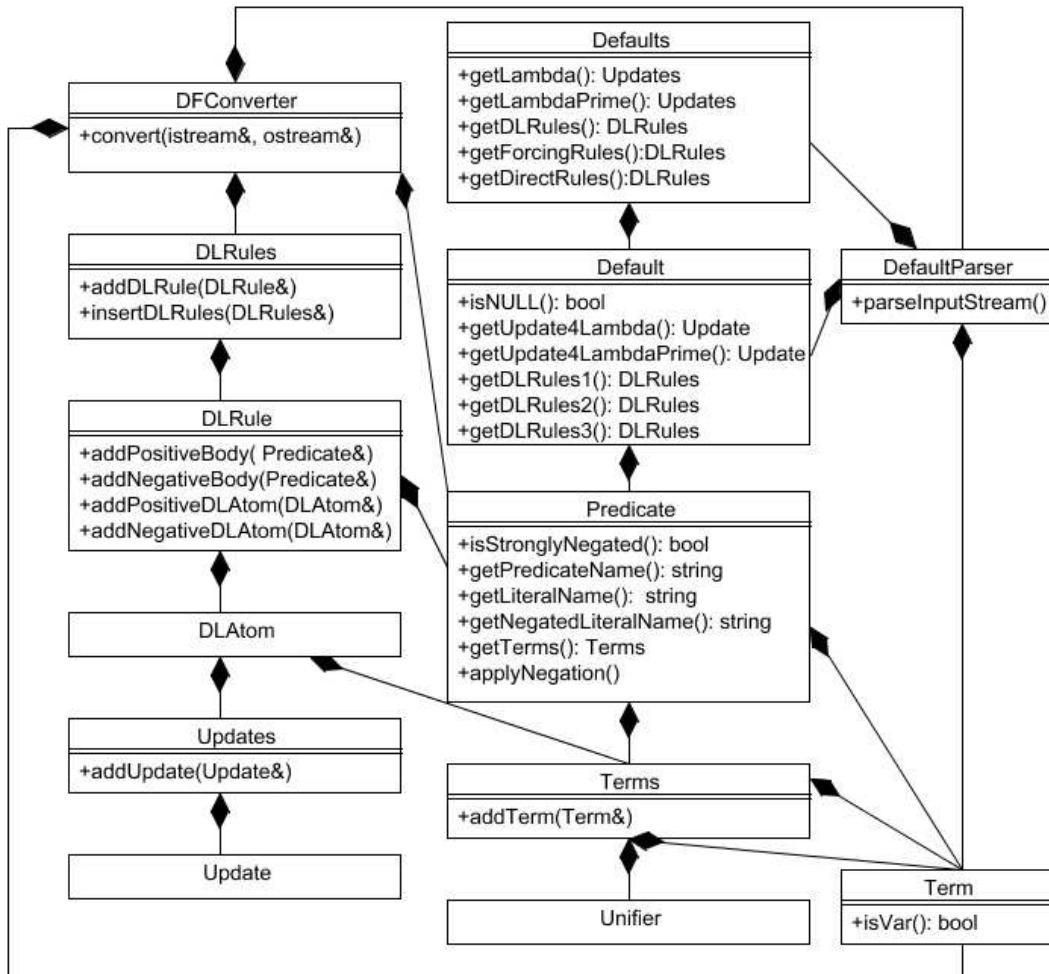 DFConverter
+convert(istream&, ostream&)
DLRules
+addDLRule(DLRule&)
+insertDLRules(DLRules&)
DLRule
+addPositiveBody( Predicate&)
+addNegativeBody(Predicate&)
+addPositiveDLAtom(DLAtom&)
+addNegativeDLAtom(DLAtom&)
DLAtom
Updates
+addUpdate(Update&)
Update
Defaults
+getLambda(): Updates
+getLambdaPrime(): Updates
+getDLRules(): DLRules
+getForcingRules():DLRules
+getDirectRules():DLRules
Default
+isNULL(): bool
+getUpdate4Lambda(): Update
+getUpdate4LambdaPrime(): Update
+getDLRules1(): DLRules
+getDLRules2(): DLRules
+getDLRules3(): DLRules
Predicate
+isStronglyNegated(): bool
+getPredicateName(): string
+getLiteralName(): string
+getNegatedLiteralName(): string
+getTerms(): Terms
+applyNegation()
Terms
+addTerm(Term&)
Unifier
DefaultParser
+parseInputStream()
Term
+isVar(): bool